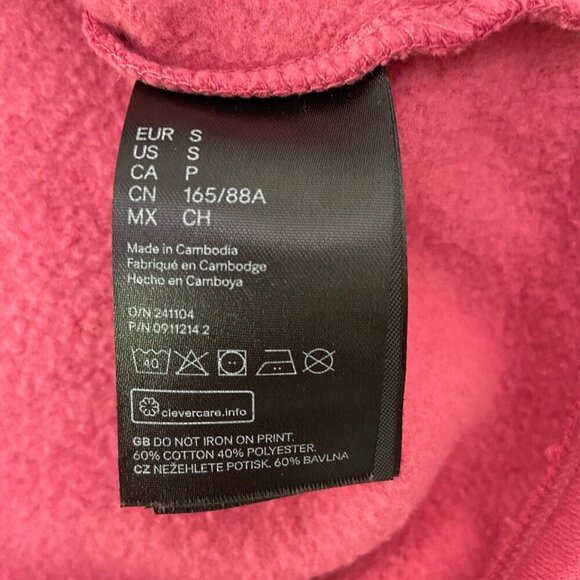 EUR S
US S
CA P
CN 165/88A
MX CH
Made in Cambodia
Fabriqué en Cambodge
Hecho en Camboya
O/N 241104
P/N 0911214 2
40
clevercare.info
GB DO NOT IRON ON PRINT.
60% COTTON 40% POLYESTER.
CZ NEŽEHLETE POTISK. 60% BAVLNA